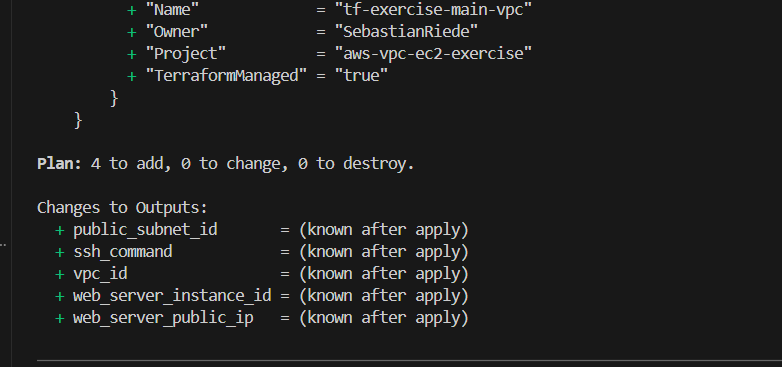 + "Name" = "tf-exercise-main-vpc"
+ "Owner" = "SebastianRiede"
+ "Project" = "aws-vpc-ec2-exercise"
+ "TerraformManaged" = "true"
}
}
Plan: 4 to add, 0 to change, 0 to destroy.
Changes to Outputs:
+ public_subnet_id = (known after apply)
+ ssh_command = (known after apply)
+ vpc_id = (known after apply)
+ web_server_instance_id = (known after apply)
+ web_server_public_ip = (known after apply)